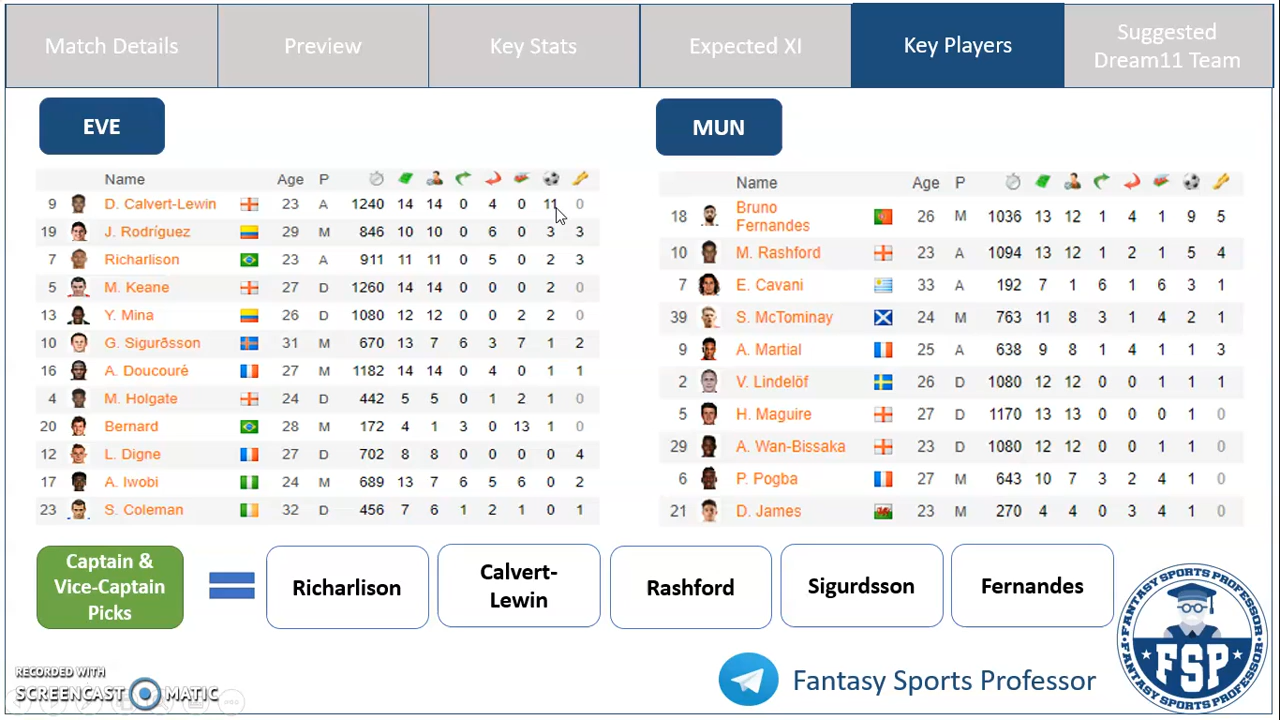 Match Details
Preview
Key Stats
Expected XI
Key Players
Suggested
Dream11 Team
EVE
Name Age P
9 D. Calvert-Lewin 23 A 1240 14 14 0 4 0 11 0
19 J. Rodríguez 29 M 846 10 10 0 6 0 3 3
7 Richarlison 23 A 911 11 11 0 5 0 2 3
5 M. Keane 27 D 1260 14 14 0 0 0 2 0
13 Y. Mina 26 D 1080 12 12 0 0 2 2 0
10 G. Sigurðsson 31 M 670 13 7 6 3 7 1 2
16 A. Doucouré 27 M 1182 14 14 0 4 0 1 1
4 M. Holgate 24 D 442 5 5 0 1 2 1 0
20 Bernard 28 M 172 4 1 3 0 13 1 0
12 L. Digne 27 D 702 8 8 0 0 0 0 4
17 A. Iwobi 24 M 689 13 7 6 5 6 0 2
23 S. Coleman 32 D 456 7 6 1 2 1 0 1
MUN
Name Age P
18 Bruno
Fernandes 26 M 1036 13 12 1 4 1 9 5
10 M. Rashford 23 A 1094 13 12 1 2 1 5 4
7 E. Cavani 33 A 192 7 1 6 1 6 3 1
39 S. McTominay 24 M 763 11 8 3 1 4 2 1
9 A. Martial 25 A 638 9 8 1 4 1 1 3
2 V. Lindelöf 26 D 1080 12 12 0 0 1 1 1
5 H. Maguire 27 D 1170 13 13 0 0 0 1 0
29 A. Wan-Bissaka 23 D 1080 12 12 0 0 1 1 0
6 P. Pogba 27 M 643 10 7 3 2 4 1 0
21 D. James 23 M 270 4 4 0 3 4 1 0
Captain &
Vice-Captain
Picks
Richarlison
Calvert-
Lewin
Rashford
Sigurdsson
Fernandes
RECORDED WITH
SCREENCAST MATIC
Fantasy Sports Professor
FANTASY SPORTS PROFESSOR
FANTASY SPORTS PROFESSOR
FSP